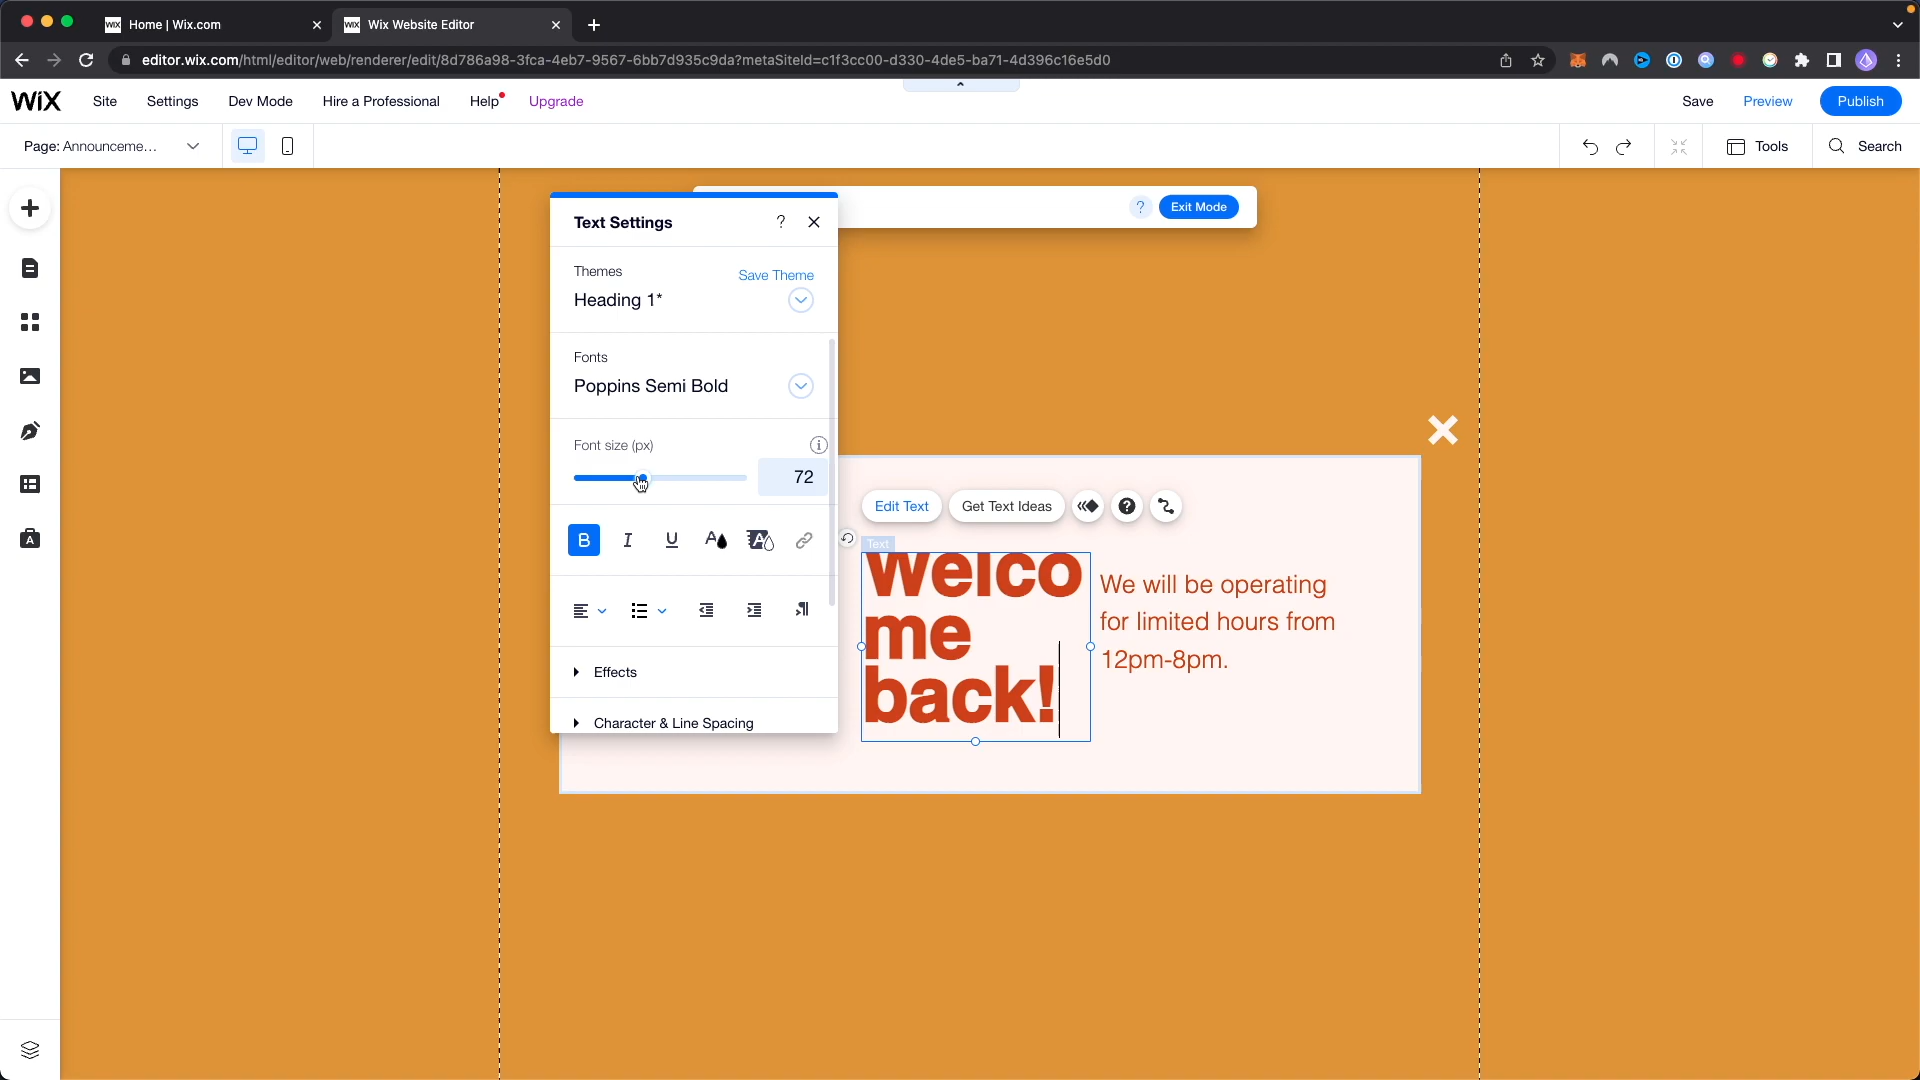 Home | Wix.com
Wix Website Editor
editor.wix.com/html/editor/web/renderer/edit/8d786a98-3fca-4eb7-9567-6bb7d935c9da?metaSiteId=c1f3cc00-d330-4de5-ba71-4d396c16e5d0
WiX Site Settings Dev Mode Hire a Professional Help Upgrade Save Preview Publish
Page: Announceme... Tools Search
Text Settings ?
? Exit Mode
Themes Save Theme
Heading 1*
Fonts
Poppins Semi Bold
Font size (px)
72
B I U A A
Effects
Character & Line Spacing
Edit Text Get Text Ideas
Text
Welco
me
back!
We will be operating
for limited hours from
12pm-8pm.